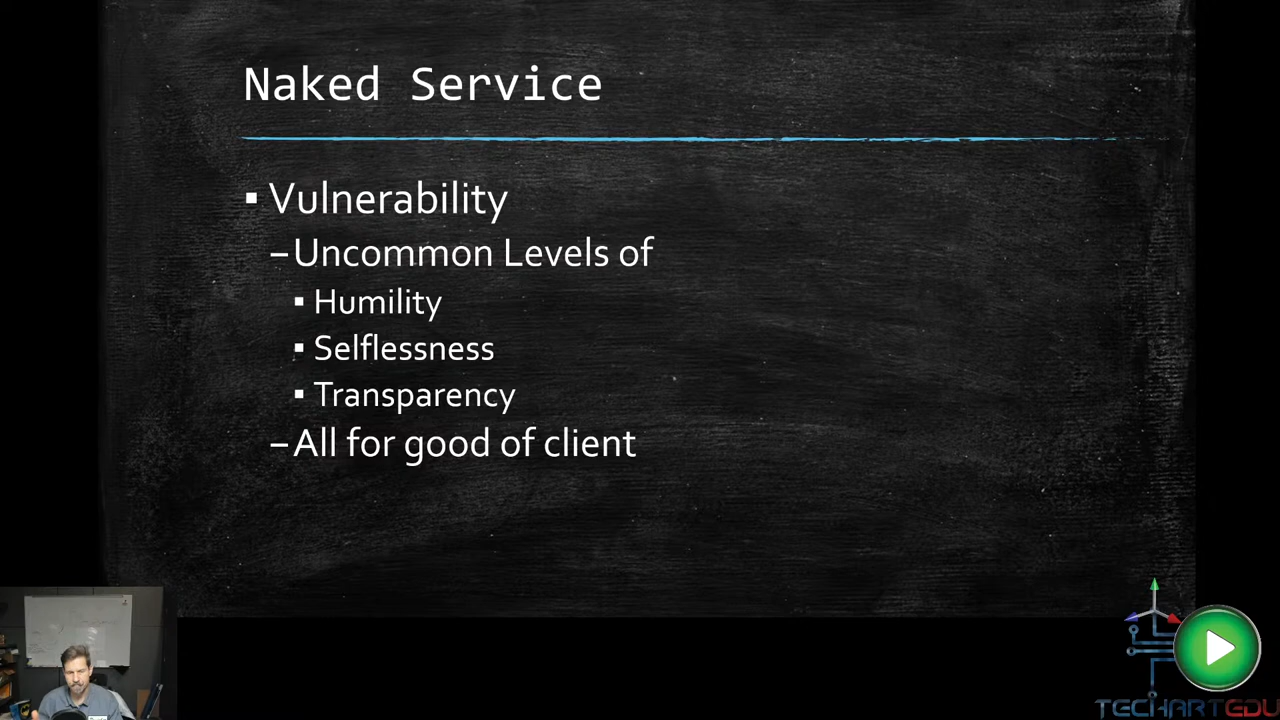 Naked Service
▪ Vulnerability
–Uncommon Levels of
▪ Humility
▪ Selflessness
▪ Transparency
–All for good of client
TECHARTEDU